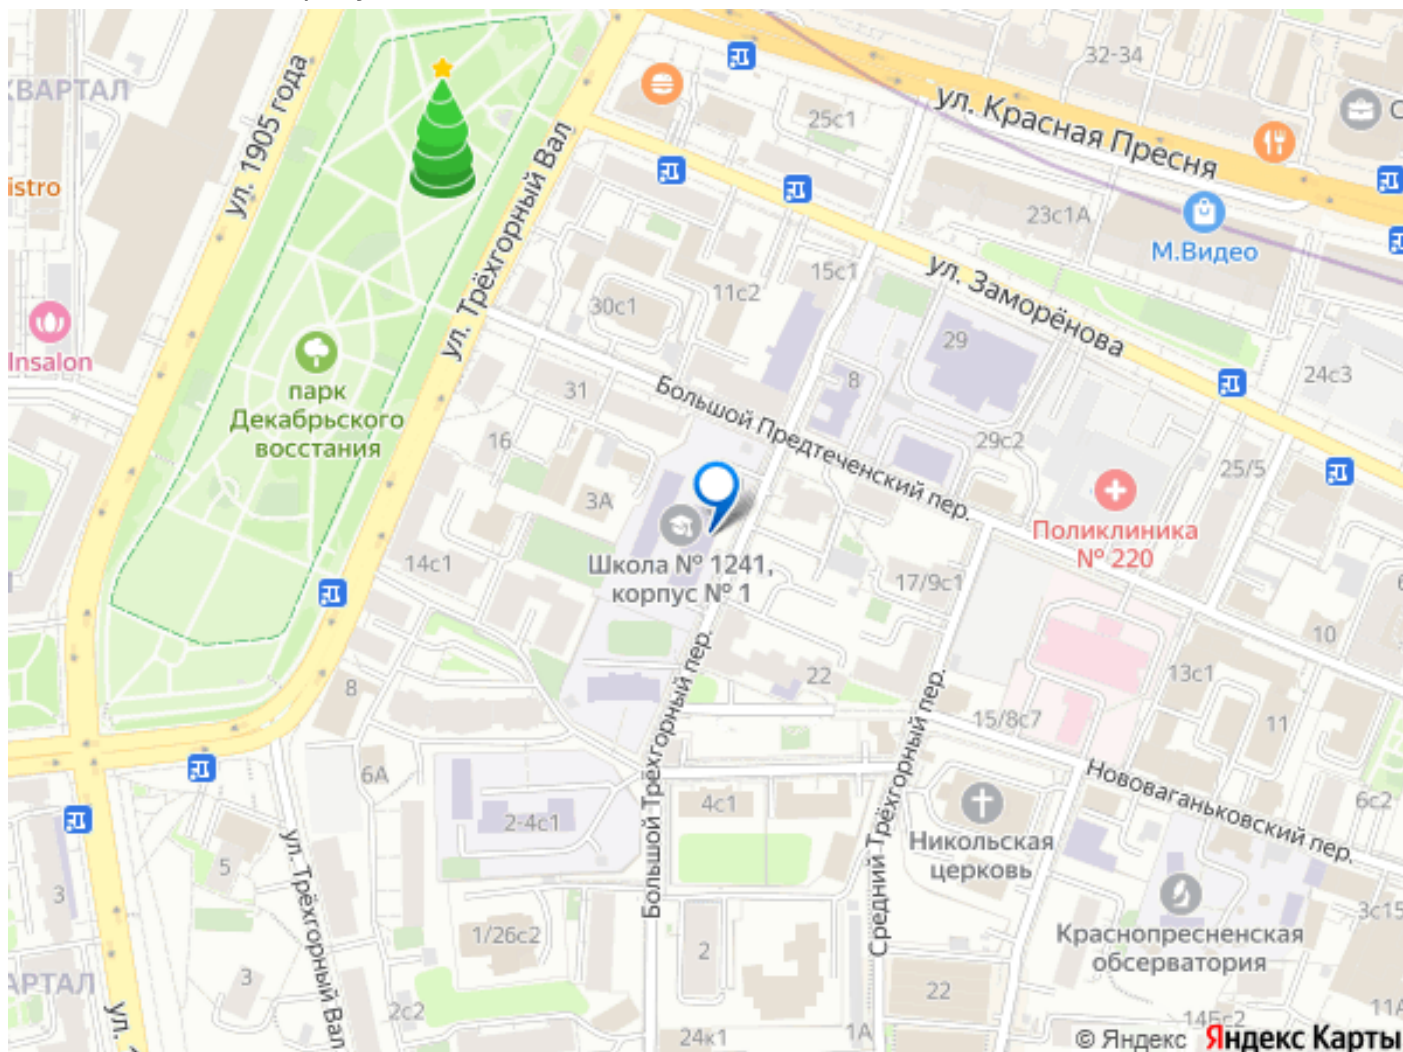 32-34
КВАРТАЛ
ул. 1905 года
25с1
ул. Красная Пресня
istro
ул. Трёхгорный Вал
23с1А
М.Видео
15с1
ул. Заморёнова
11с2
30с1
29
Insalon
24с3
парк
Декабрьского
восстания
31
8
Большой Предтеченский пер.
16
29с2
25/5
3А
Поликлиника
№ 220
Школа № 1241,
корпус № 1
14с1
17/9с1
10
22
13с1
8
15/8с7
11
Большой Трёхгорный пер.
Средний Трёхгорный пер.
6А
Нововаганьковский пер.
4с1
6с2
2-4с1
Никольская
церковь
5
ул. Трёхгорный Вал
3
3с15
1/26с2
Краснопресненская
обсерватория
2
АРТАЛ
3
22
2с2
ул.
24к1
1А
14Бс2
11А
© Яндекс Яндекс Карты